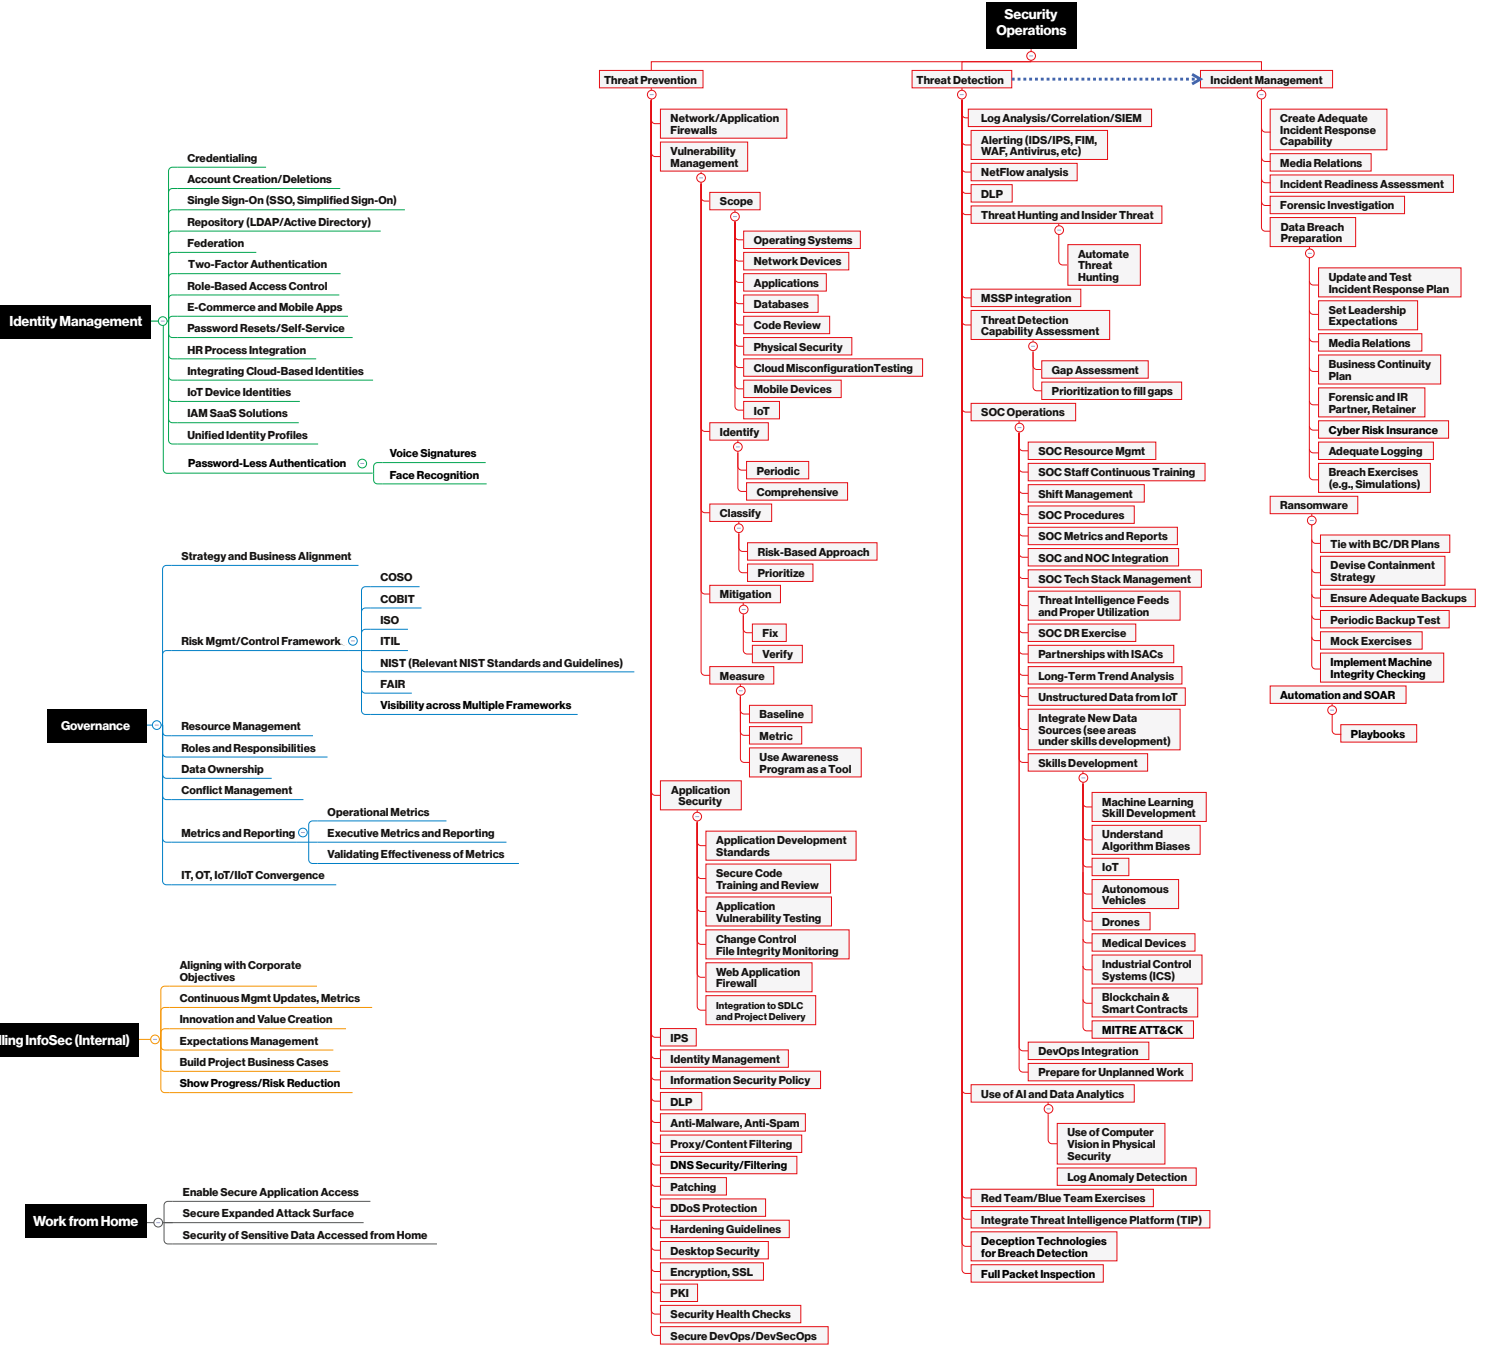 Security
Operations
Threat Prevention
Network/Application
Firewalls
Vulnerability
Management
Scope
Operating Systems
Network Devices
Applications
Databases
Code Review
Physical Security
Cloud MisconfigurationTesting
Mobile Devices
IoT
Identify
Periodic
Comprehensive
Classify
Risk-Based Approach
Prioritize
Mitigation
Fix
Verify
Measure
Baseline
Metric
Use Awareness
Program as a Tool
Application
Security
Application Development
Standards
Secure Code
Training and Review
Application
Vulnerability Testing
Change Control
File Integrity Monitoring
Web Application
Firewall
Integration to SDLC
and Project Delivery
IPS
Identity Management
Information Security Policy
DLP
Anti-Malware, Anti-Spam
Proxy/Content Filtering
DNS Security/Filtering
Patching
DDoS Protection
Hardening Guidelines
Desktop Security
Encryption, SSL
PKI
Security Health Checks
Secure DevOps/DevSecOps
Threat Detection
Log Analysis/Correlation/SIEM
Alerting (IDS/IPS, FIM,
WAF, Antivirus, etc)
NetFlow analysis
DLP
Threat Hunting and Insider Threat
Automate
Threat
Hunting
MSSP integration
Threat Detection
Capability Assessment
Gap Assessment
Prioritization to fill gaps
SOC Operations
SOC Resource Mgmt
SOC Staff Continuous Training
Shift Management
SOC Procedures
SOC Metrics and Reports
SOC and NOC Integration
SOC Tech Stack Management
Threat Intelligence Feeds
and Proper Utilization
SOC DR Exercise
Partnerships with ISACs
Long-Term Trend Analysis
Unstructured Data from IoT
Integrate New Data
Sources (see areas
under skills development)
Skills Development
Machine Learning
Skill Development
Understand
Algorithm Biases
IoT
Autonomous
Vehicles
Drones
Medical Devices
Industrial Control
Systems (ICS)
Blockchain &
Smart Contracts
MITRE ATT&CK
DevOps Integration
Prepare for Unplanned Work
Use of AI and Data Analytics
Use of Computer
Vision in Physical
Security
Log Anomaly Detection
Red Team/Blue Team Exercises
Integrate Threat Intelligence Platform (TIP)
Deception Technologies
for Breach Detection
Full Packet Inspection
Incident Management
Create Adequate
Incident Response
Capability
Media Relations
Incident Readiness Assessment
Forensic Investigation
Data Breach
Preparation
Update and Test
Incident Response Plan
Set Leadership
Expectations
Media Relations
Business Continuity
Plan
Forensic and IR
Partner, Retainer
Cyber Risk Insurance
Adequate Logging
Breach Exercises
(e.g., Simulations)
Ransomware
Tie with BC/DR Plans
Devise Containment
Strategy
Ensure Adequate Backups
Periodic Backup Test
Mock Exercises
Implement Machine
Integrity Checking
Automation and SOAR
Playbooks
Identity Management
Credentialing
Account Creation/Deletions
Single Sign-On (SSO, Simplified Sign-On)
Repository (LDAP/Active Directory)
Federation
Two-Factor Authentication
Role-Based Access Control
E-Commerce and Mobile Apps
Password Resets/Self-Service
HR Process Integration
Integrating Cloud-Based Identities
IoT Device Identities
IAM SaaS Solutions
Unified Identity Profiles
Password-Less Authentication
Voice Signatures
Face Recognition
Governance
Strategy and Business Alignment
Risk Mgmt/Control Framework
COSO
COBIT
ISO
ITIL
NIST (Relevant NIST Standards and Guidelines)
FAIR
Visibility across Multiple Frameworks
Resource Management
Roles and Responsibilities
Data Ownership
Conflict Management
Metrics and Reporting
Operational Metrics
Executive Metrics and Reporting
Validating Effectiveness of Metrics
IT, OT, IoT/IIoT Convergence
lling InfoSec (Internal)
Aligning with Corporate
Objectives
Continuous Mgmt Updates, Metrics
Innovation and Value Creation
Expectations Management
Build Project Business Cases
Show Progress/Risk Reduction
Work from Home
Enable Secure Application Access
Secure Expanded Attack Surface
Security of Sensitive Data Accessed from Home